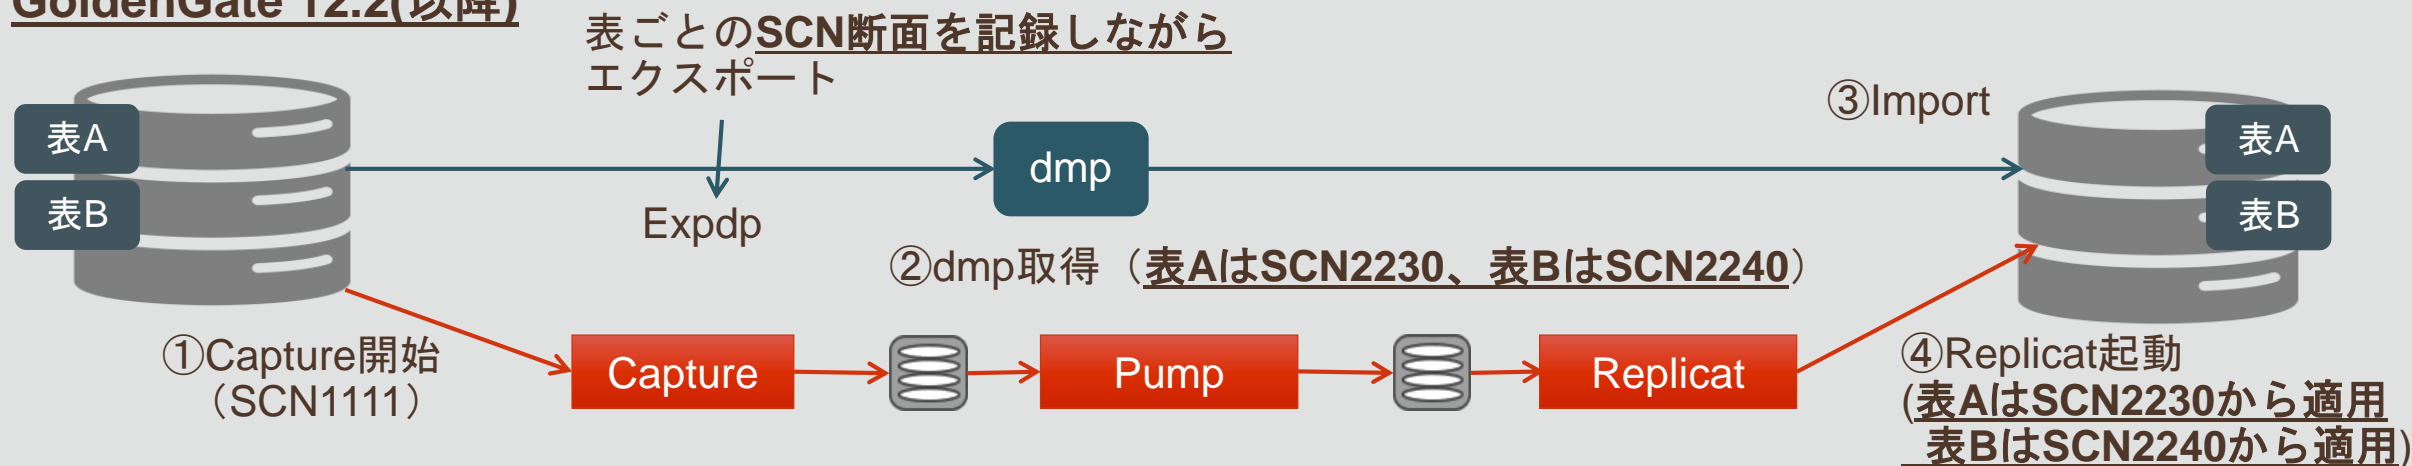 GoldenGate 12.2(以降)
表ごとのSCN断面を記録しながら
エクスポート
③Import
表A
表B
dmp
表A
表B
Expdp
②dmp取得（表AはSCN2230、表BはSCN2240）
①Capture開始
（SCN1111）
Capture
Pump
Replicat
④Replicat起動
(表AはSCN2230から適用
表BはSCN2240から適用)